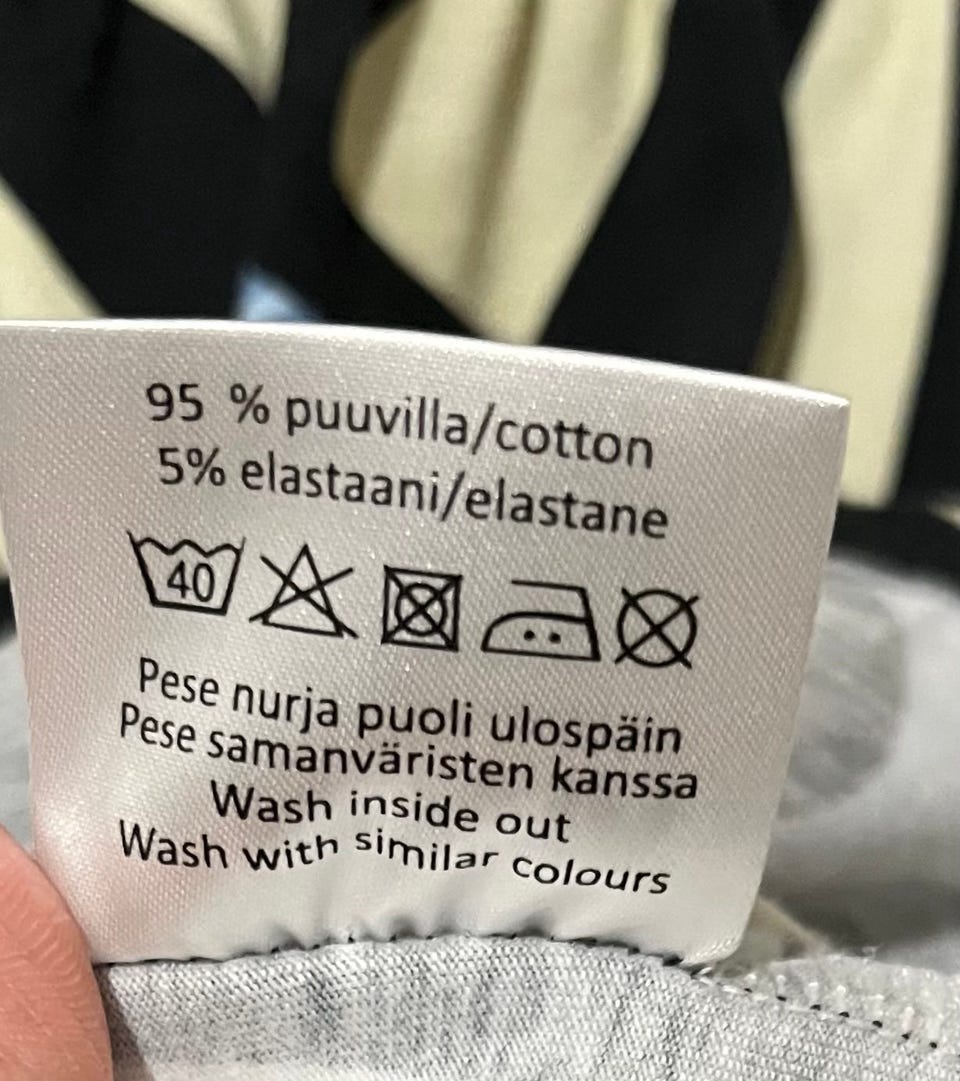 95 % puuvilla/cotton
5% elastaani/elastane
40
Pese nurja puoli ulospäin
Pese samanväristen kanssa
Wash inside out
Wash with similar colours